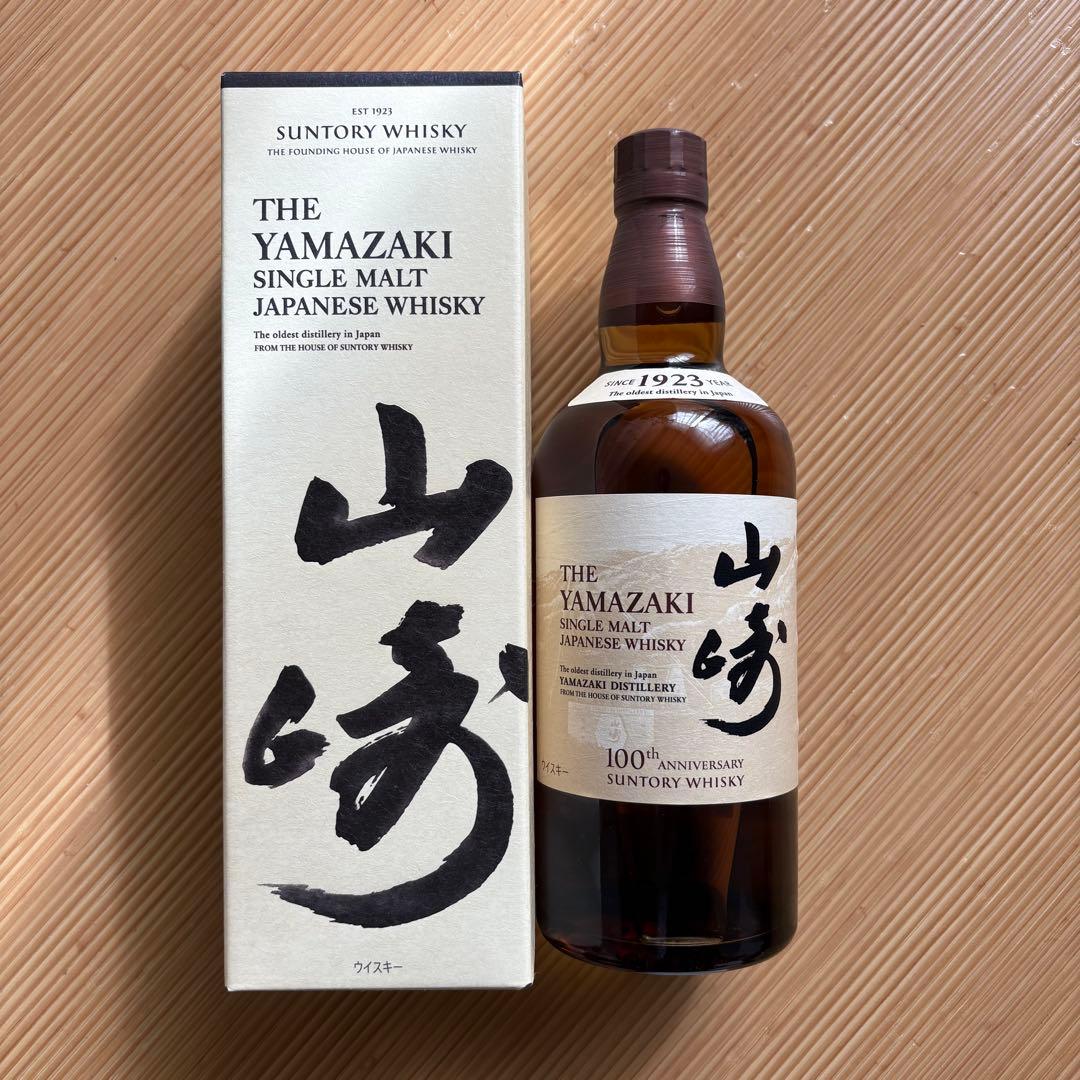 EST 1923
SUNTORY WHISKY
THE FOUNDING HOUSE OF JAPANESE WHISKY
THE
YAMAZAKI
SINGLE MALT
JAPANESE WHISKY
The oldest distillery in Japan
FROM THE HOUSE OF SUNTORY WHISKY
山
崎
ウイスキー
SINCE 1923 YEAR
The oldest distillery in Japan
山
崎
THE
YAMAZAKI
SINGLE MALT
JAPANESE WHISKY
The oldest distillery in Japan
YAMAZAKI DISTILLERY
FROM THE HOUSE OF SUNTORY WHISKY
100th ANNIVERSARY
SUNTORY WHISKY
ウイスキー